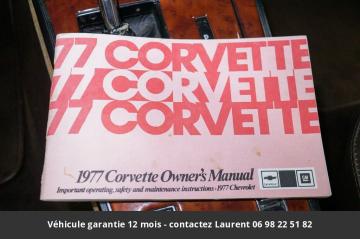 77 CORVETTE
77 CORVETTE
77 CORVETTE
1977 Corvette Owner's Manual
Important operating, safety and maintenance instructions - 1977 Chevrolet
GM
Véhicule garantie 12 mois - contactez Laurent 06 98 22 51 82